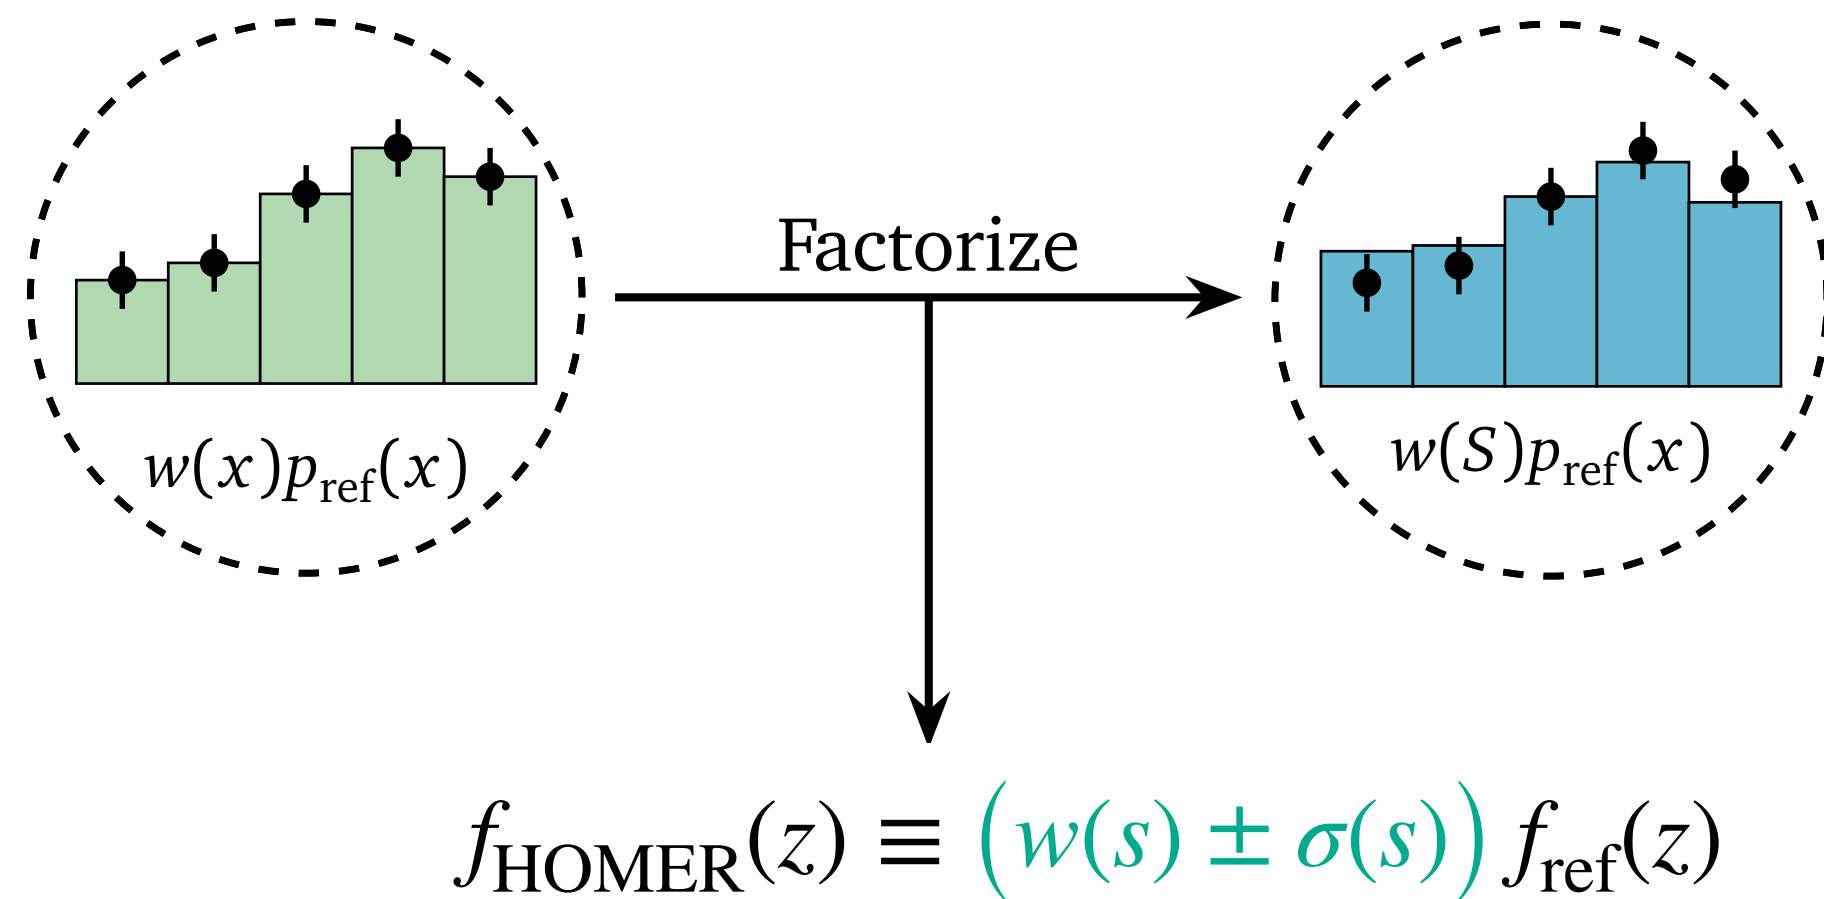 Factorize
w(x)p_ref(x)
w(S)p_ref(x)
f_HOMER(z) ≡ (w(s) ± σ(s)) f_ref(z)